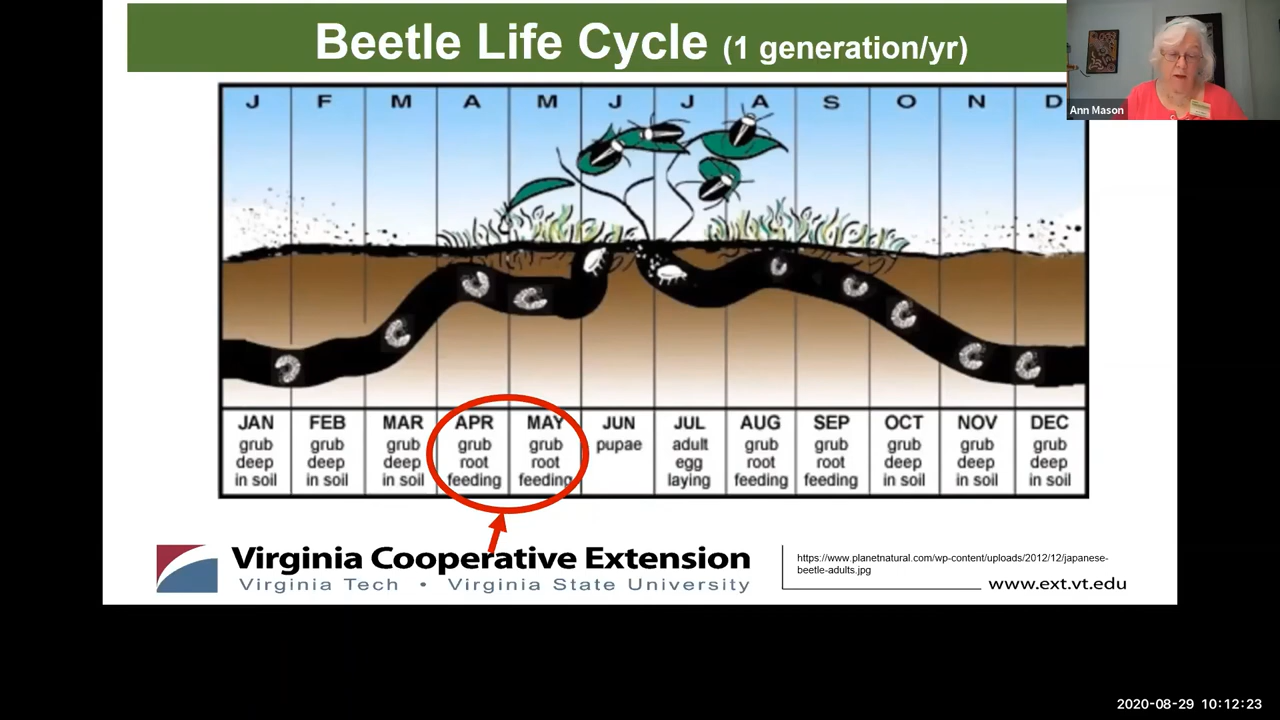 Beetle Life Cycle (1 generation/yr)
Ann Mason
J F M A M J J A S O N D
JAN FEB MAR APR MAY JUN JUL AUG SEP OCT NOV DEC
grub grub grub grub grub pupae adult grub grub grub grub grub
deep deep deep root root egg root root deep deep deep
in soil in soil in soil feeding feeding laying feeding feeding in soil in soil in soil
Virginia Cooperative Extension
Virginia Tech • Virginia State University
https://www.planetnatural.com/wp-content/uploads/2012/12/japanese-
beetle-adults.jpg
www.ext.vt.edu
2020-08-29 10:12:23